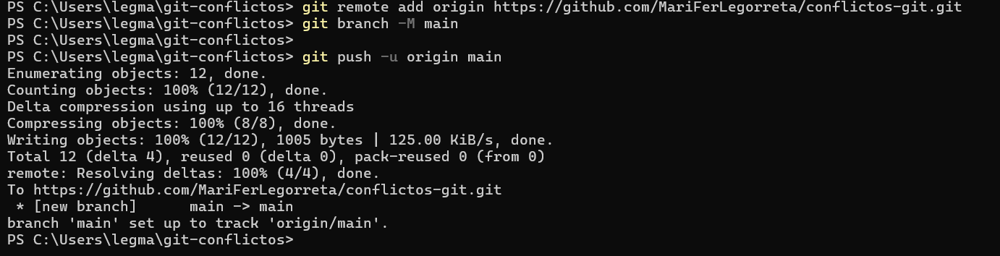 PS C:\Users\legma\git-conflictos> git remote add origin https://github.com/MariFerLegorreta/conflictos-git.git
PS C:\Users\legma\git-conflictos> git branch -M main
PS C:\Users\legma\git-conflictos>
PS C:\Users\legma\git-conflictos> git push -u origin main
Enumerating objects: 12, done.
Counting objects: 100% (12/12), done.
Delta compression using up to 16 threads
Compressing objects: 100% (8/8), done.
Writing objects: 100% (12/12), 1005 bytes | 125.00 KiB/s, done.
Total 12 (delta 4), reused 0 (delta 0), pack-reused 0 (from 0)
remote: Resolving deltas: 100% (4/4), done.
To https://github.com/MariFerLegorreta/conflictos-git.git
 * [new branch]      main -> main
branch 'main' set up to track 'origin/main'.
PS C:\Users\legma\git-conflictos>